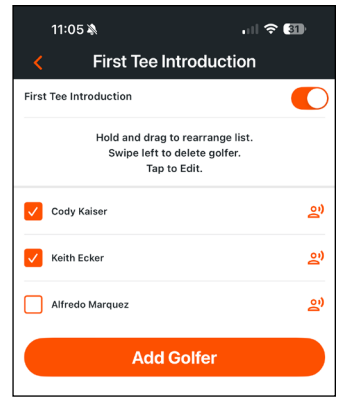 11:05
31
First Tee Introduction
First Tee Introduction
Hold and drag to rearrange list.
Swipe left to delete golfer.
Tap to Edit.
Cody Kaiser
Keith Ecker
Alfredo Marquez
Add Golfer